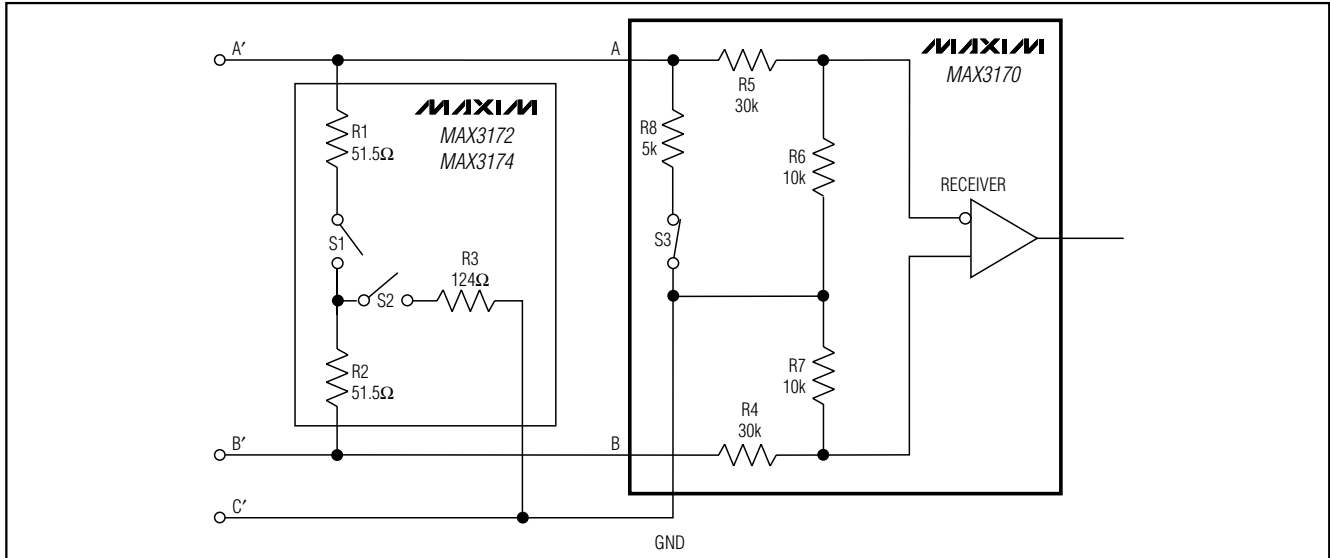 A′
A
MAXIM
MAX3170
R5
30k
MAXIM
MAX3172
MAX3174
R1
51.5Ω
R8
5k
R6
10k
RECEIVER
S1
S3
R3
124Ω
S2
R2
51.5Ω
R7
10k
R4
30k
B′
B
C′
GND